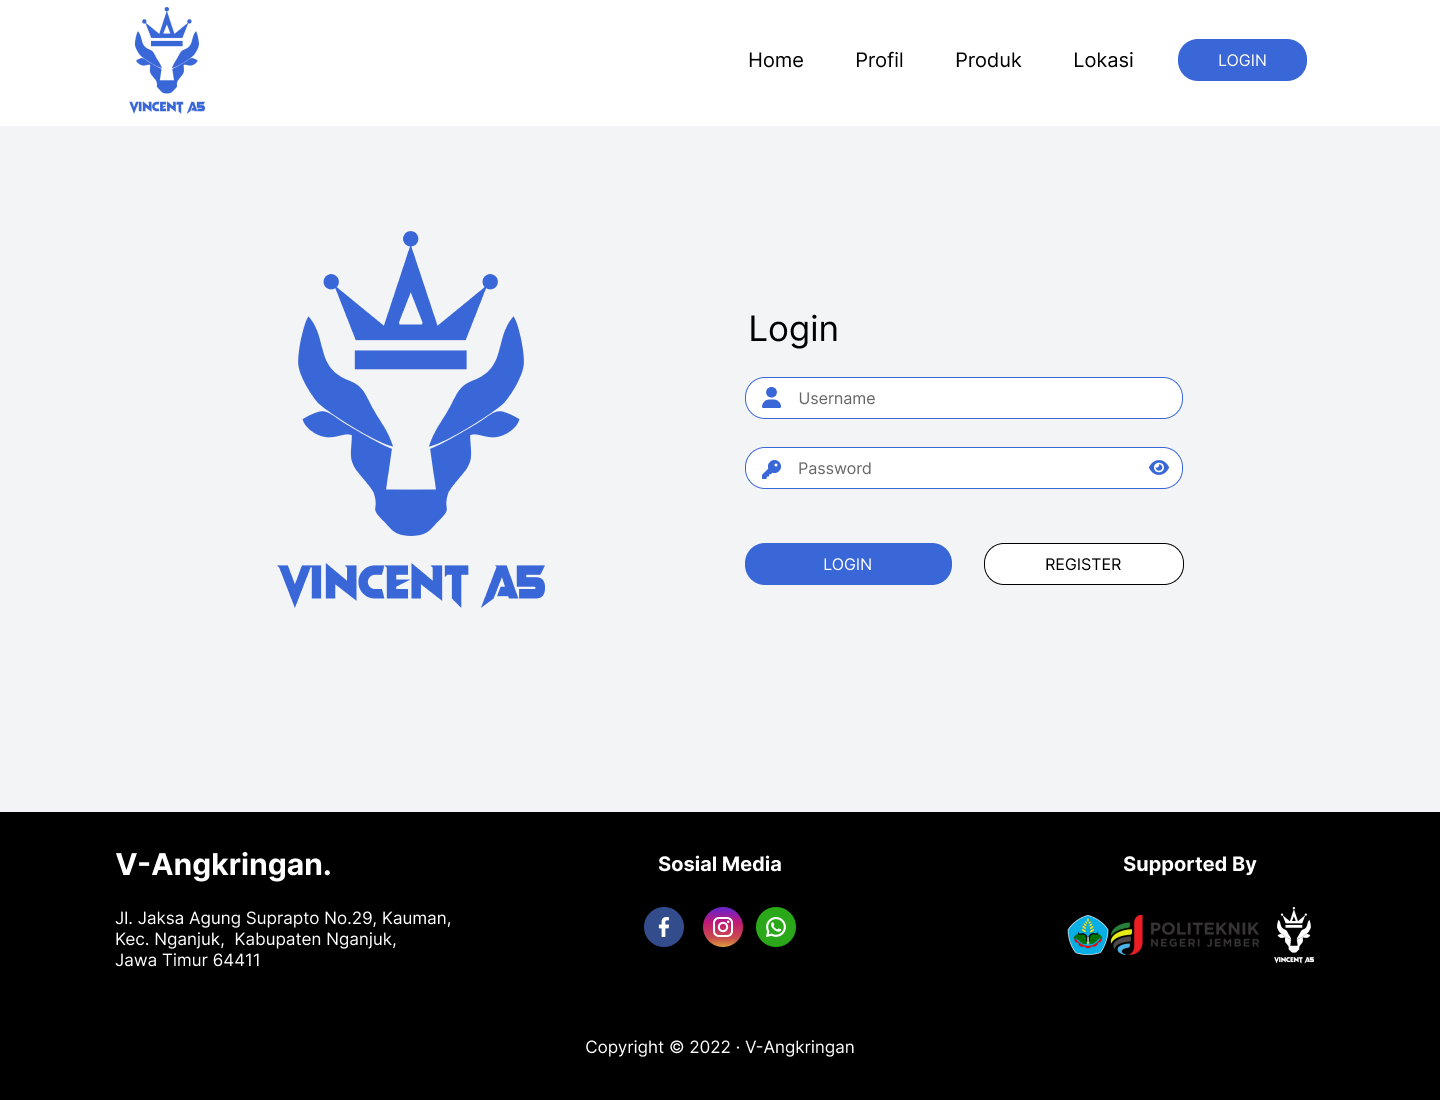 VINCENT A5
Home
Profil
Produk
Lokasi
LOGIN
VINCENT A5
Login
Username
Password
LOGIN
REGISTER
V-Angkringan.
Jl. Jaksa Agung Suprapto No.29, Kauman,
Kec. Nganjuk,  Kabupaten Nganjuk,
Jawa Timur 64411
Sosial Media
Supported By
POLITEKNIK
NEGERI JEMBER
VINCENT A5
Copyright © 2022 · V-Angkringan